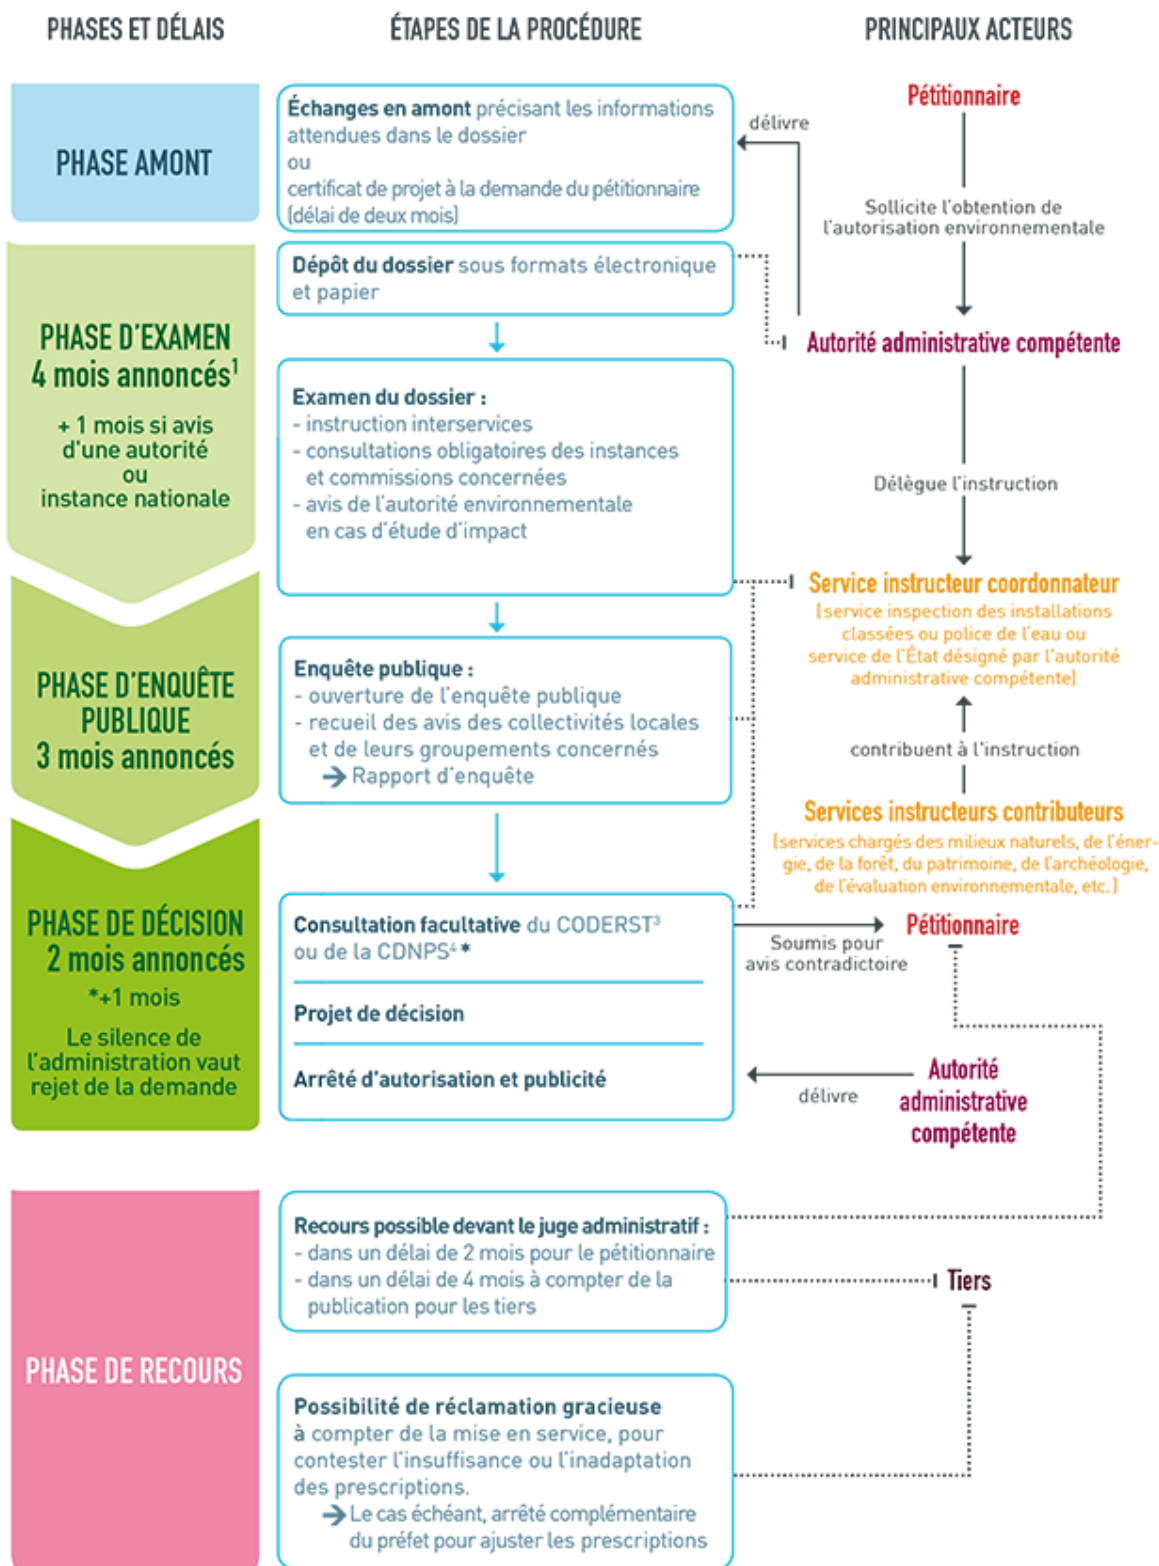 PHASES ET DÉLAIS
ÉTAPES DE LA PROCÉDURE
PRINCIPAUX ACTEURS
PHASE AMONT
Échanges en amont précisant les informations
attendues dans le dossier
ou
certificat de projet à la demande du pétitionnaire
(délai de deux mois)
délivre
Pétitionnaire
Sollicite l'obtention de
l'autorisation environnementale
PHASE D'EXAMEN
4 mois annoncés¹
+ 1 mois si avis
d'une autorité
ou
instance nationale
Dépôt du dossier sous formats électronique
et papier
Autorité administrative compétente
Examen du dossier :
- instruction interservices
- consultations obligatoires des instances
et commissions concernées
- avis de l'autorité environnementale
en cas d'étude d'impact
Délègue l'instruction
Service instructeur coordonnateur
(service inspection des installations
classées ou police de l'eau ou
service de l'État désigné par l'autorité
administrative compétente)
PHASE D'ENQUÊTE
PUBLIQUE
3 mois annoncés
Enquête publique :
- ouverture de l'enquête publique
- recueil des avis des collectivités locales
et de leurs groupements concernés
→ Rapport d'enquête
contribuent à l'instruction
Services instructeurs contributeurs
(services chargés des milieux naturels, de l'éner-
gie, de la forêt, du patrimoine, de l'archéologie,
de l'évaluation environnementale, etc.)
PHASE DE DÉCISION
2 mois annoncés
*+1 mois
Le silence de
l'administration vaut
rejet de la demande
Consultation facultative du CODERST³
ou de la CDNPS⁴ *
Projet de décision
Arrêté d'autorisation et publicité
Soumis pour
avis contradictoire
Pétitionnaire
délivre
Autorité
administrative
compétente
PHASE DE RECOURS
Recours possible devant le juge administratif :
- dans un délai de 2 mois pour le pétitionnaire
- dans un délai de 4 mois à compter de la
publication pour les tiers
Tiers
Possibilité de réclamation gracieuse
à compter de la mise en service, pour
contester l'insuffisance ou l'inadaptation
des prescriptions.
→ Le cas échéant, arrêté complémentaire
du préfet pour ajuster les prescriptions